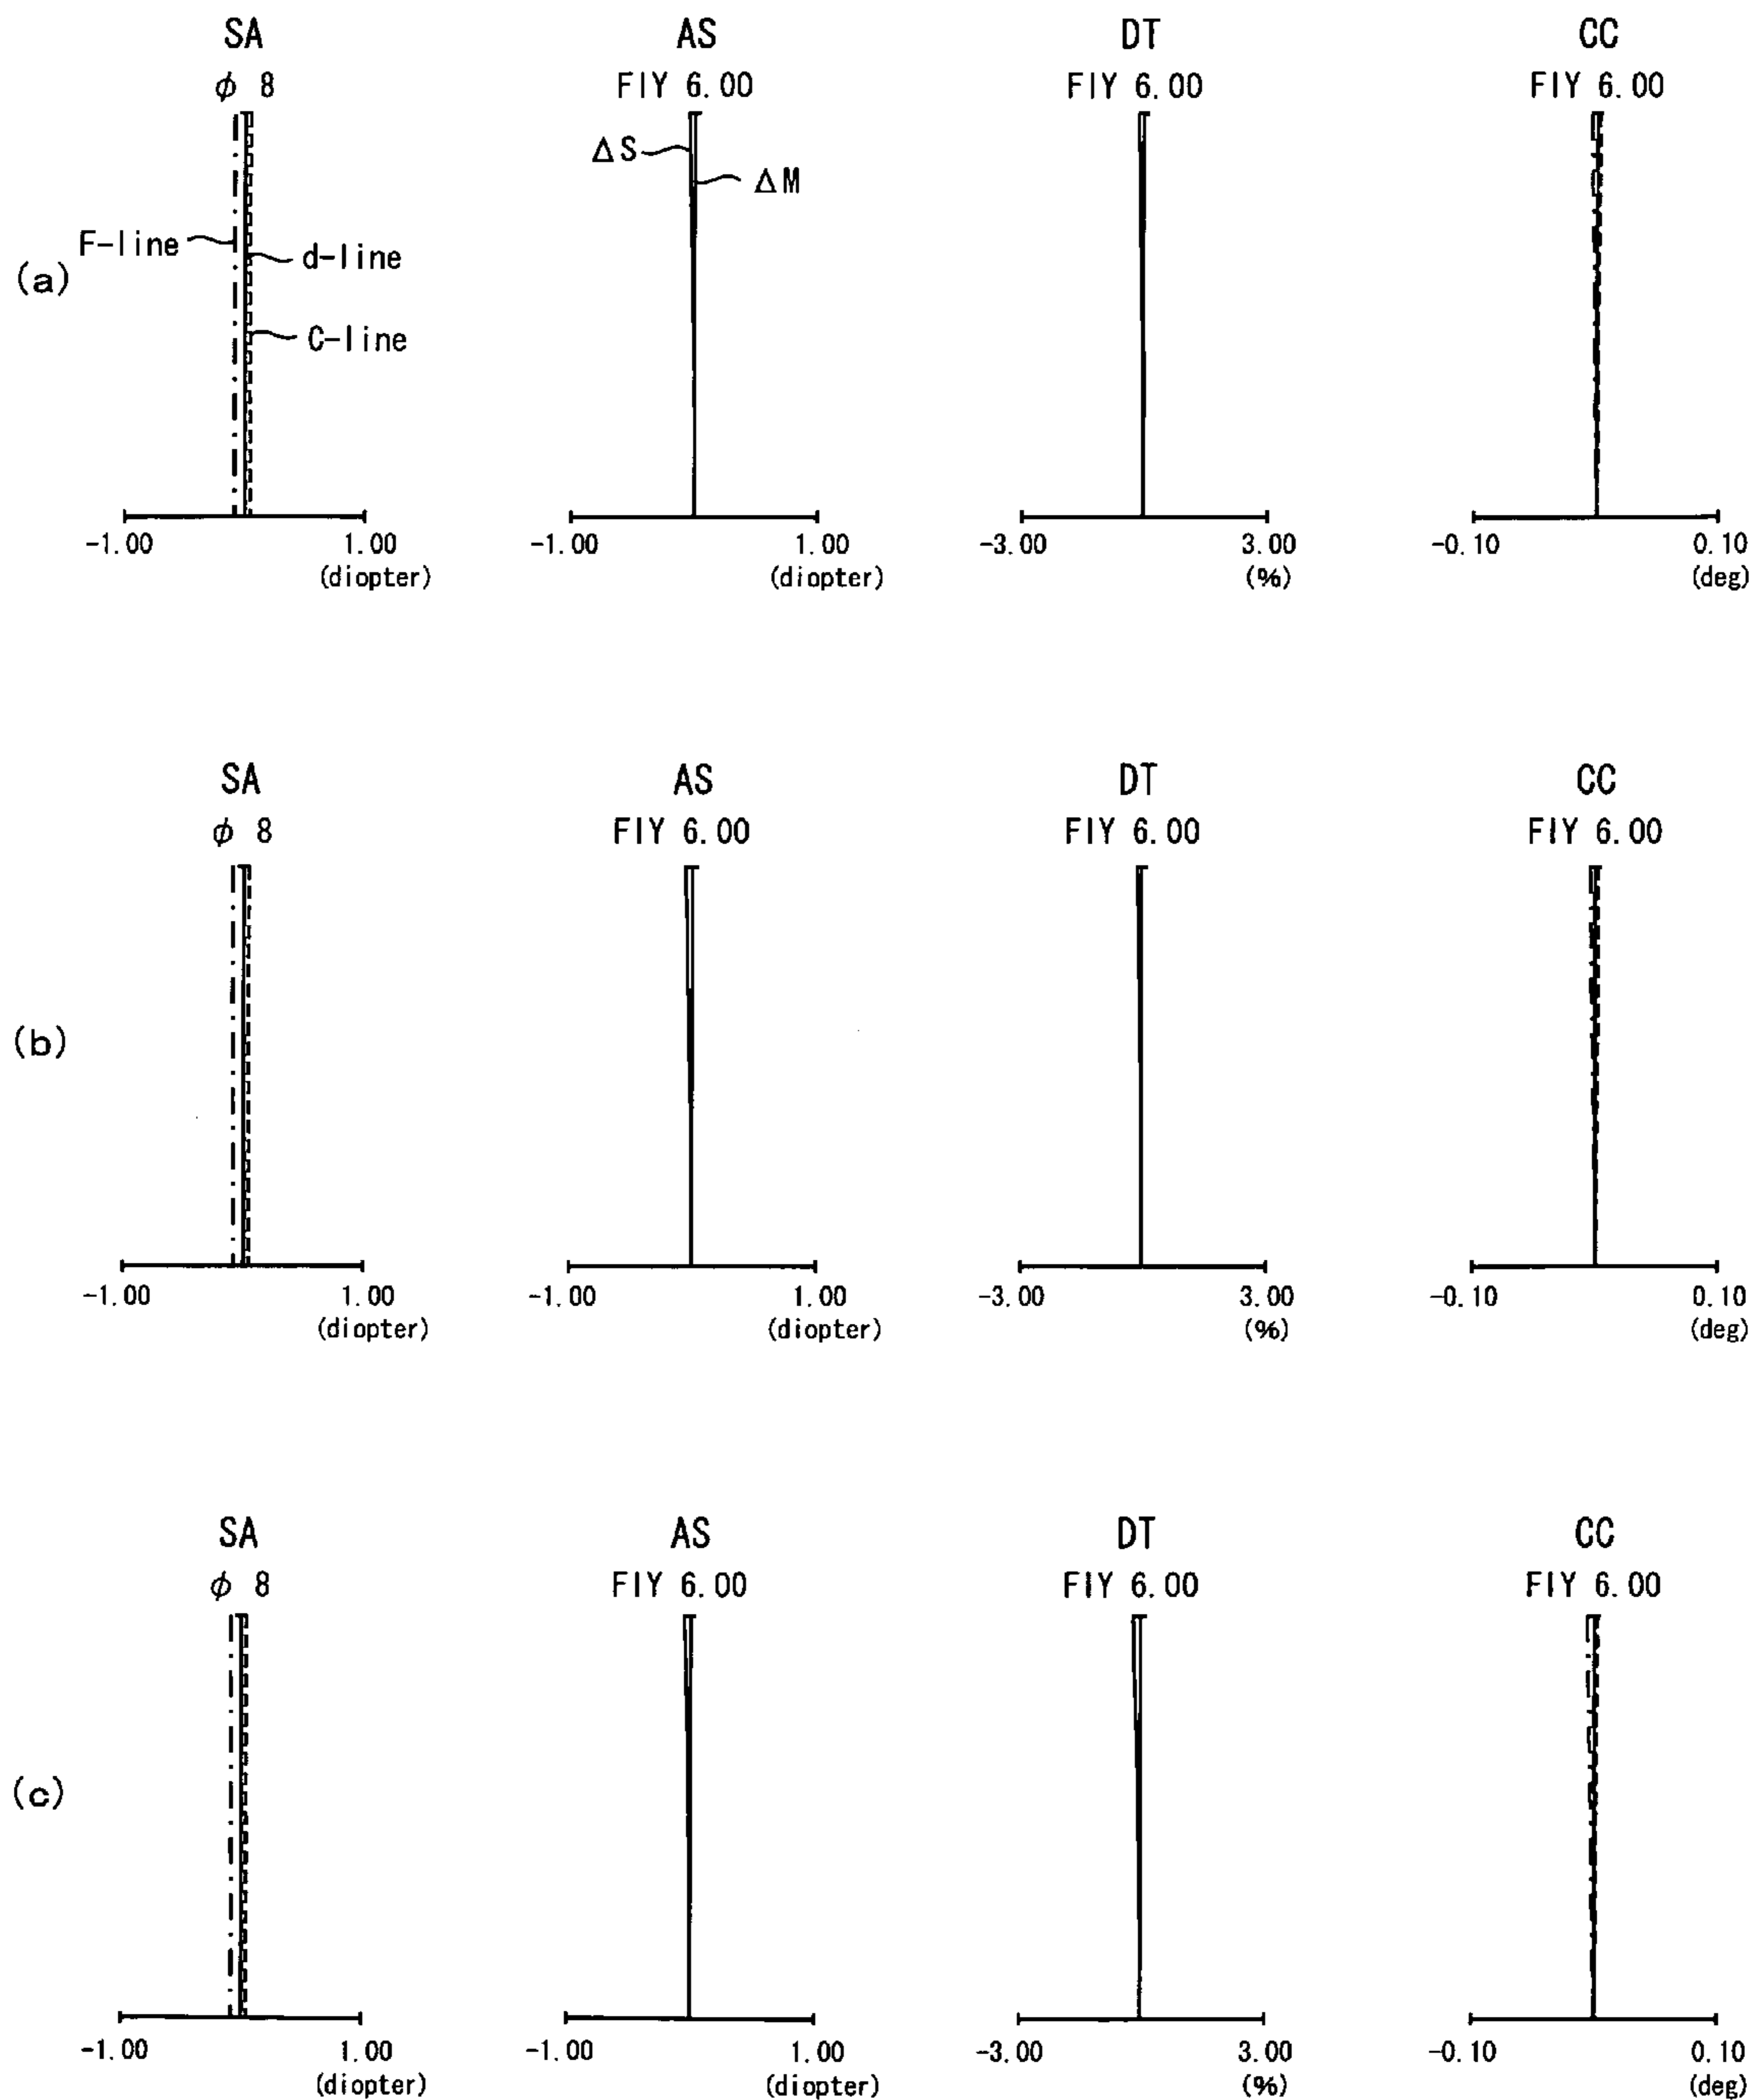 SA AS DT CC
φ 8 FIY 6.00 FIY 6.00 FIY 6.00
ΔS
ΔM
F-line
d-line
(a)
C-line
-1.00 1.00 -1.00 1.00 -3.00 3.00 -0.10 0.10
(diopter) (diopter) (%) (deg)
SA AS DT CC
φ 8 FIY 6.00 FIY 6.00 FIY 6.00
(b)
-1.00 1.00 -1.00 1.00 -3.00 3.00 -0.10 0.10
(diopter) (diopter) (%) (deg)
SA AS DT CC
φ 8 FIY 6.00 FIY 6.00 FIY 6.00
(c)
-1.00 1.00 -1.00 1.00 -3.00 3.00 -0.10 0.10
(diopter) (diopter) (%) (deg)